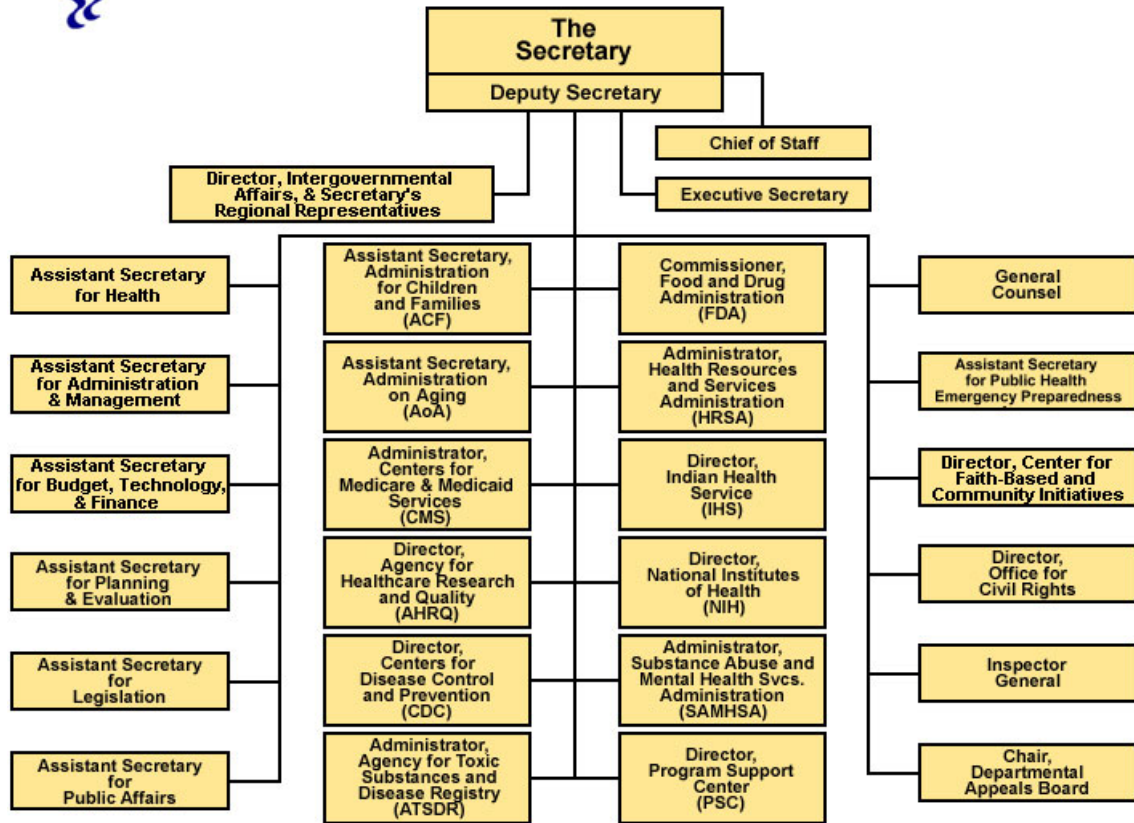 The
Secretary
Deputy Secretary
Chief of Staff
Director, Intergovernmental
Affairs, & Secretary's
Regional Representatives
Executive Secretary
Assistant Secretary
for Health
Assistant Secretary
for Administration
& Management
Assistant Secretary
for Budget, Technology,
& Finance
Assistant Secretary
for Planning
& Evaluation
Assistant Secretary
for
Legislation
Assistant Secretary
for
Public Affairs
Assistant Secretary,
Administration
for Children
and Families
(ACF)
Assistant Secretary,
Administration
on Aging
(AoA)
Administrator,
Centers for
Medicare & Medicaid
Services
(CMS)
Director,
Agency for
Healthcare Research
and Quality
(AHRQ)
Director,
Centers for
Disease Control
and Prevention
(CDC)
Administrator,
Agency for Toxic
Substances and
Disease Registry
(ATSDR)
Commissioner,
Food and Drug
Administration
(FDA)
Administrator,
Health Resources
and Services
Administration
(HRSA)
Director,
Indian Health
Service
(IHS)
Director,
National Institutes
of Health
(NIH)
Administrator,
Substance Abuse and
Mental Health Svcs.
Administration
(SAMHSA)
Director,
Program Support
Center
(PSC)
General
Counsel
Assistant Secretary
for Public Health
Emergency Preparedness
Director, Center for
Faith-Based and
Community Initiatives
Director,
Office for
Civil Rights
Inspector
General
Chair,
Departmental
Appeals Board